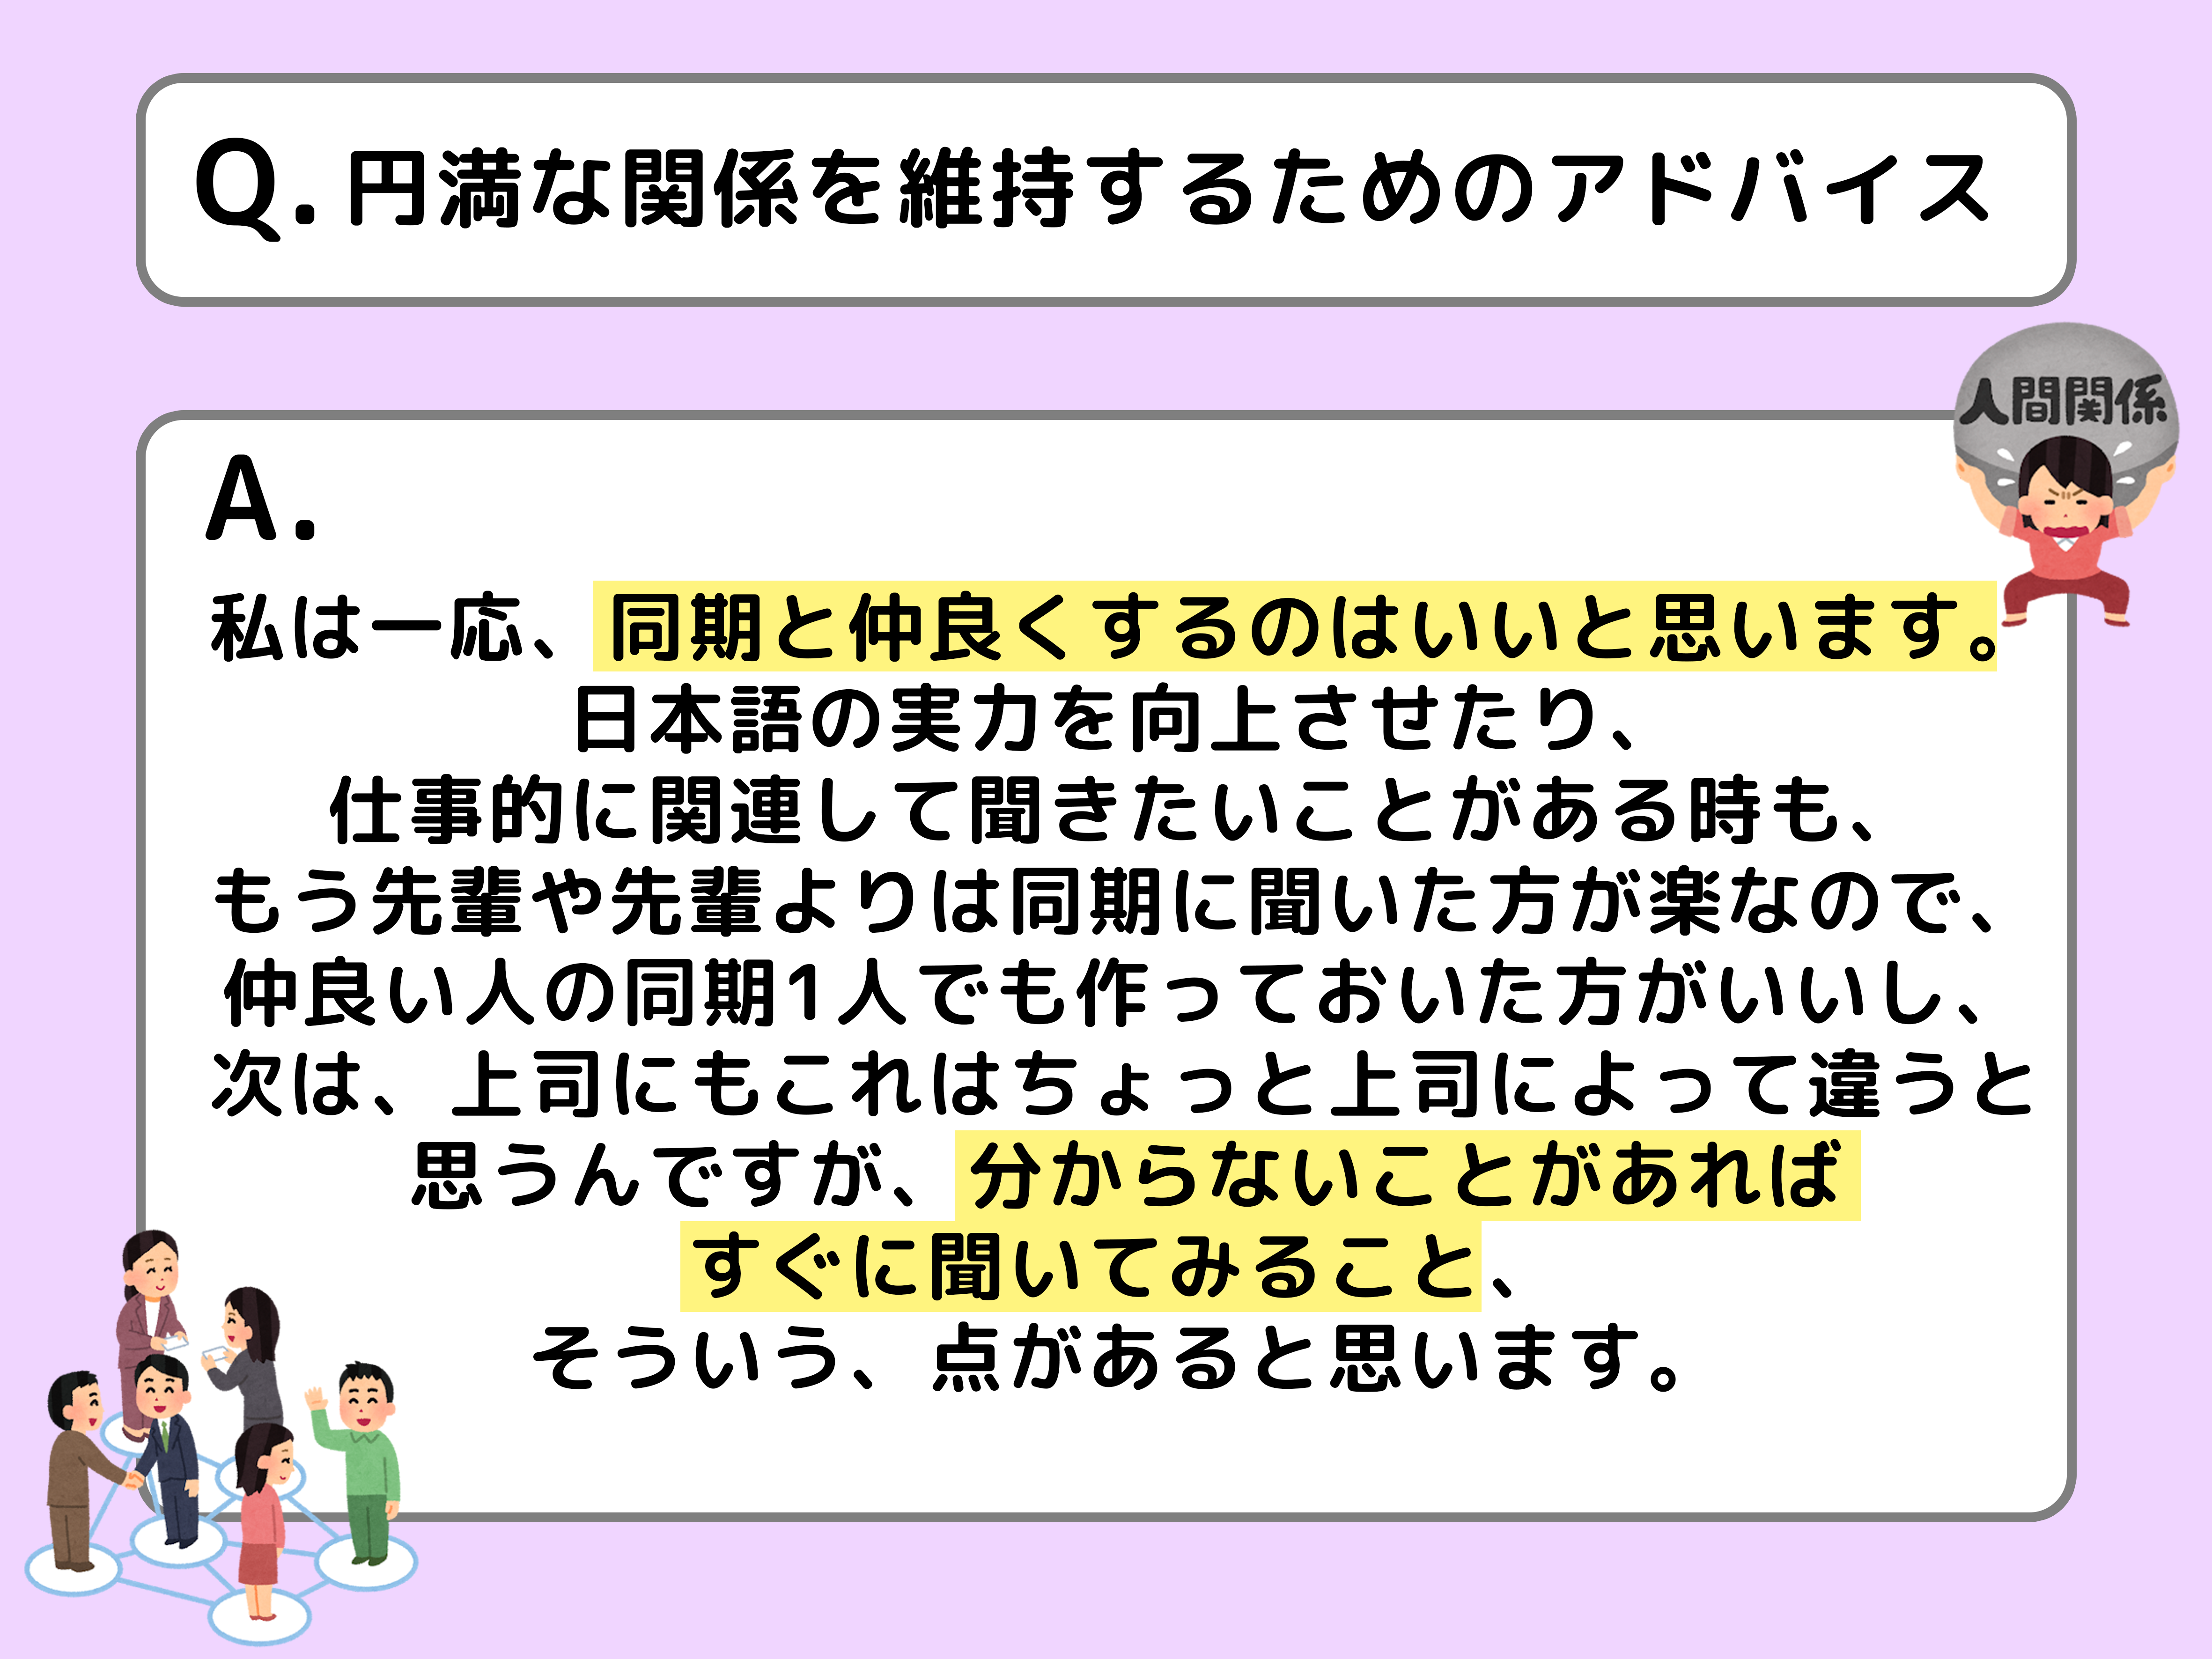 Q. 円満な関係を維持するためのアドバイス
人間関係
A.
私は一応、同期と仲良くするのはいいと思います。
日本語の実力を向上させたり、
仕事的に関連して聞きたいことがある時も、
もう先輩や先輩よりは同期に聞いた方が楽なので、
仲良い人の同期1人でも作っておいた方がいいし、
次は、上司にもこれはちょっと上司によって違うと
思うんですが、分からないことがあれば
すぐに聞いてみること、
そういう、点があると思います。